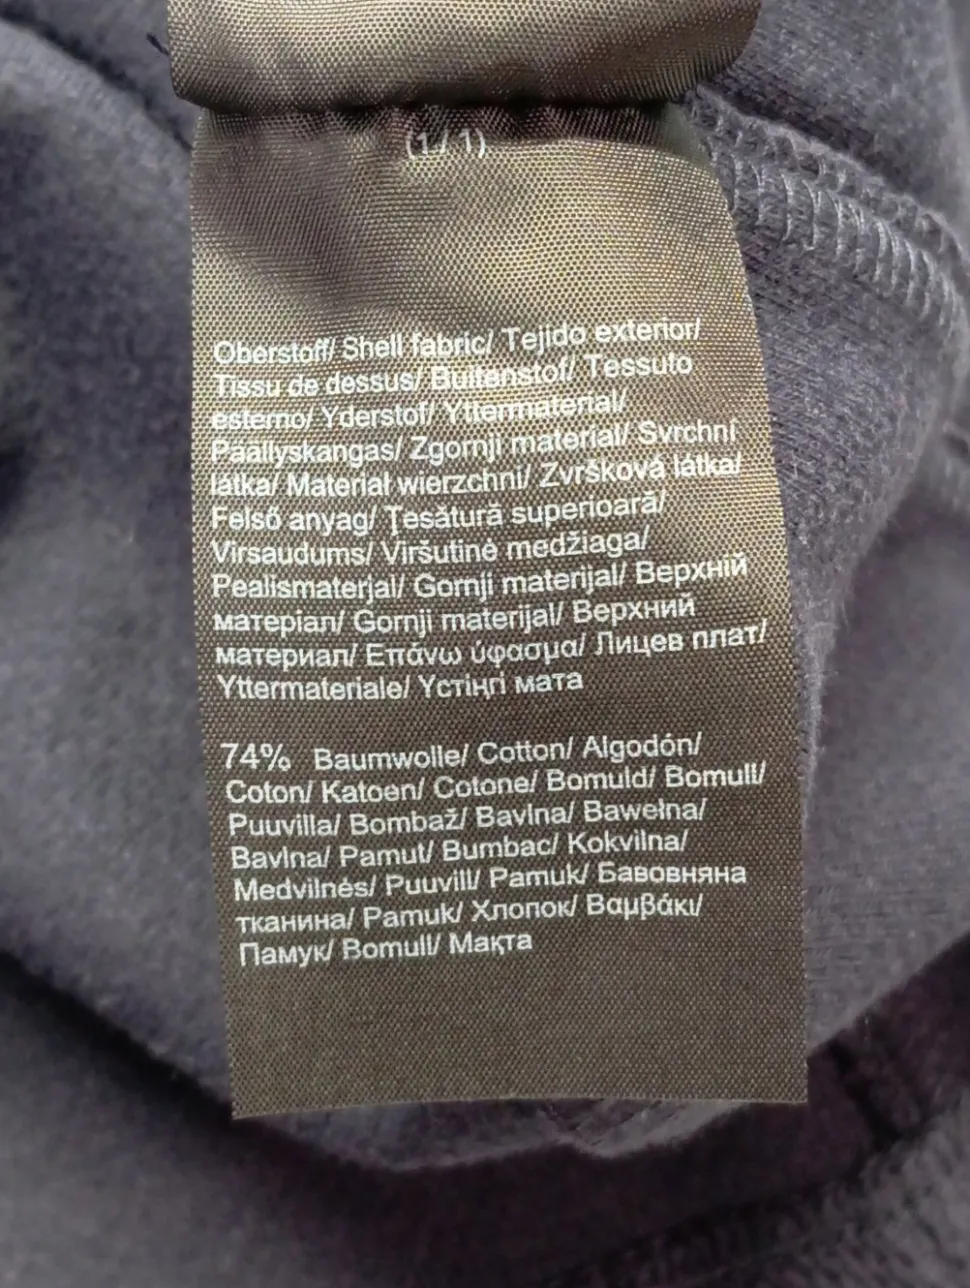 (1/1)
Oberstoff/ Shell fabric/ Tejido exterior/
Tissu de dessus/ Buitenstof/ Tessuto
esterno/ Yderstof/ Yttermaterial/
Päällyskangas/ Zgornji material/ Svrchní
látka/ Materiał wierzchni/ Zvršková látka/
Felső anyag/ Ţesătură superioară/
Virsaudums/ Viršutinė medžiaga/
Pealismaterjal/ Gornji materijal/ Верхній
матеріал/ Gornji materijal/ Верхний
материал/ Επάνω ύφασμα/ Лицев плат/
Yttermateriale/ Үстіңгі мата
74% Baumwolle/ Cotton/ Algodón/
Coton/ Katoen/ Cotone/ Bomuld/ Bomull/
Puuvilla/ Bombaž/ Bavlna/ Bawełna/
Bavlna/ Pamut/ Bumbac/ Kokvilna/
Medvilnės/ Puuvill/ Pamuk/ Бавовняна
тканина/ Pamuk/ Хлопок/ Βαμβάκι/
Памук/ Bomull/ Мақта